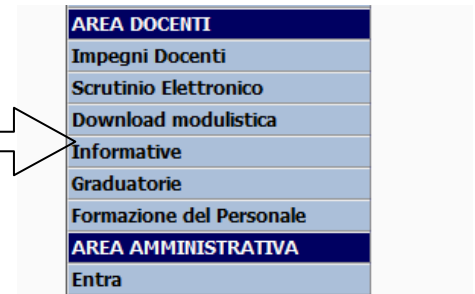 AREA DOCENTI
Impegni Docenti
Scrutinio Elettronico
Download modulistica
Informative
Graduatorie
Formazione del Personale
AREA AMMINISTRATIVA
Entra